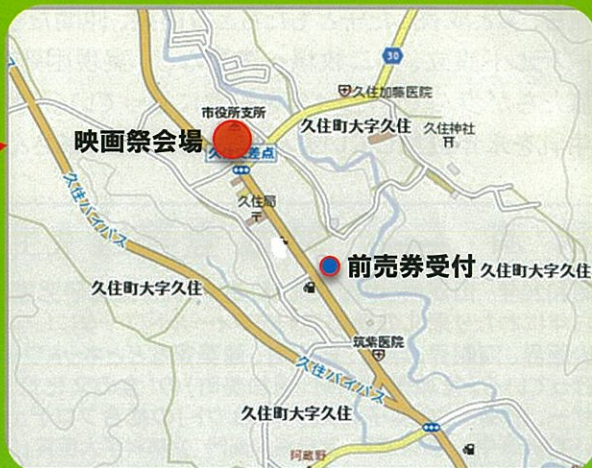 30
久住加藤医院
市役所支所
映画祭会場
久住町大字久住
久住神社
差点
久住局
久住バイパス
前売券受付
久住町大字久住
久住町大字久住
筑紫医院
久住バイパス
久住町大字久住
阿蔵野